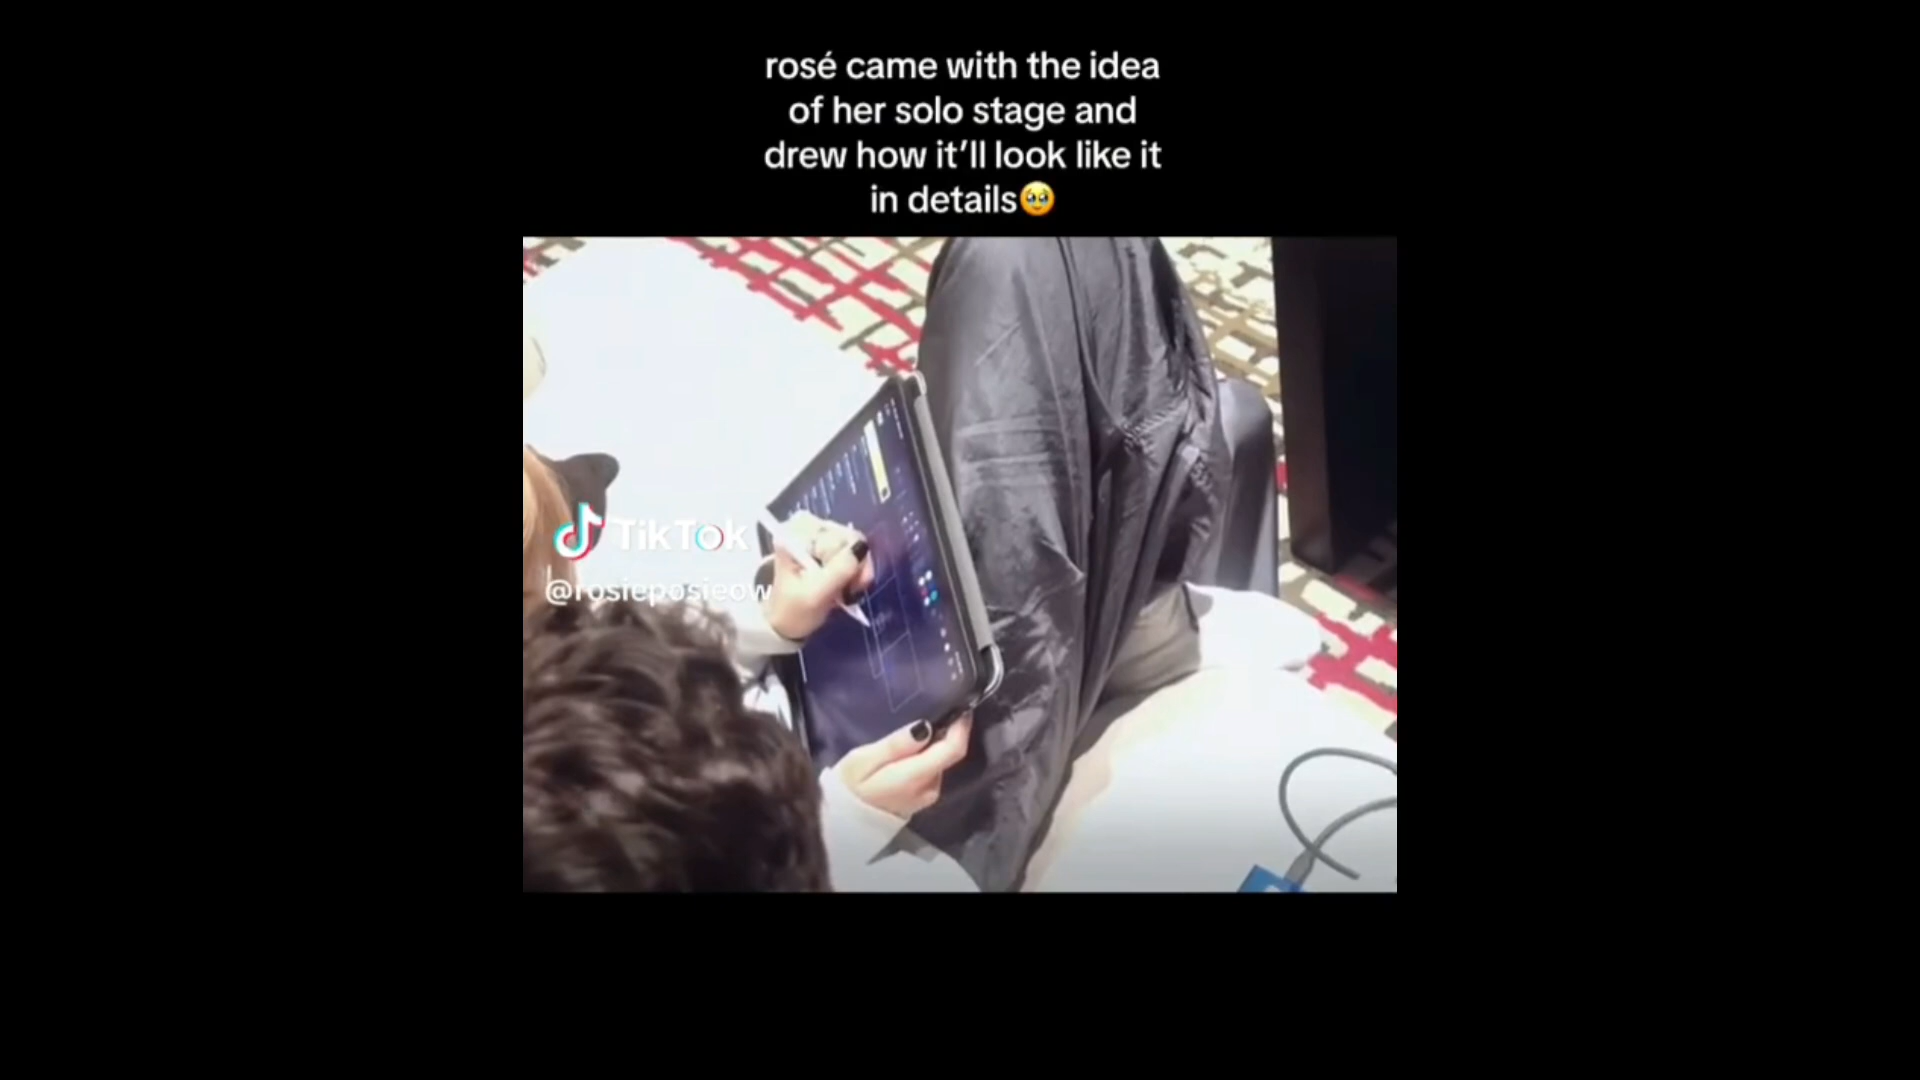 rosé came with the idea
of her solo stage and
drew how it’ll look like it
in details🥹
TikTok
@rosieposieow